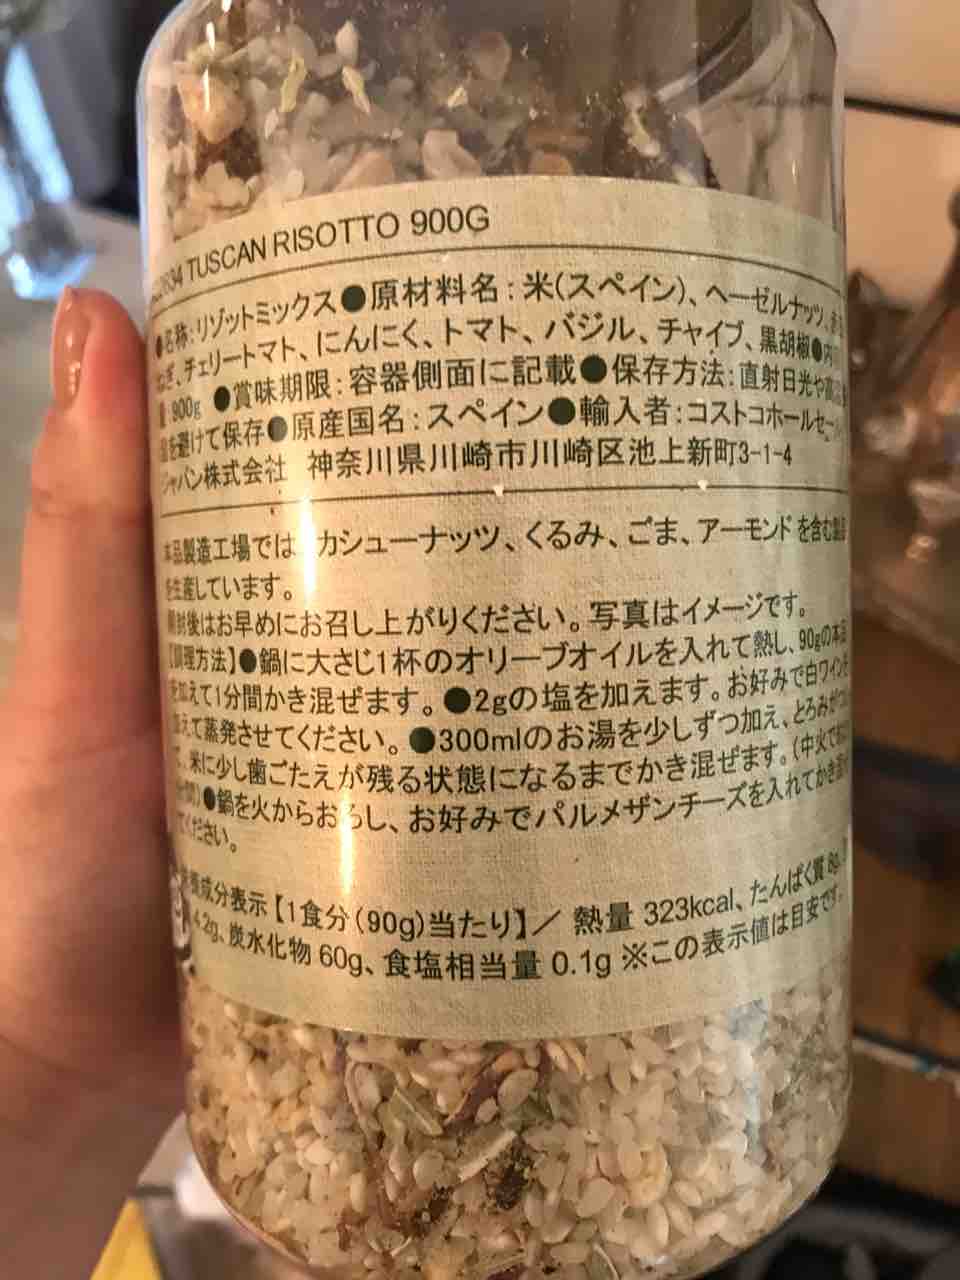 TUSCAN RISOTTO 900G
●名称:リゾットミックス●原材料名:米(スペイン)、ヘーゼルナッツ、赤
ねぎ、チェリートマト、にんにく、トマト、バジル、チャイブ、黒胡椒●内
量:900g ●賞味期限:容器側面に記載●保存方法:直射日光や高
を避けて保存●原産国名:スペイン●輸入者:コストコホールセール
ジャパン株式会社 神奈川県川崎市川崎区池上新町3-1-4
本品製造工場では、カシューナッツ、くるみ、ごま、アーモンドを含む製品
を生産しています。
開封後はお早めにお召し上がりください。写真はイメージです。
【調理方法】●鍋に大さじ1杯のオリーブオイルを入れて熱し、90gの本品
を加えて1分間かき混ぜます。●2gの塩を加えます。お好みで白ワインを
加えて蒸発させてください。●300mlのお湯を少しずつ加え、とろみがつ
、米に少し歯ごたえが残る状態になるまでかき混ぜます。(中火で
分間)●鍋を火からおろし、お好みでパルメザンチーズを入れてかき混
てください。
栄養成分表示【1食分(90g)当たり】/ 熱量 323kcal、たんぱく質 8g、
4.2g、炭水化物 60g、食塩相当量 0.1g ※この表示値は目安です。